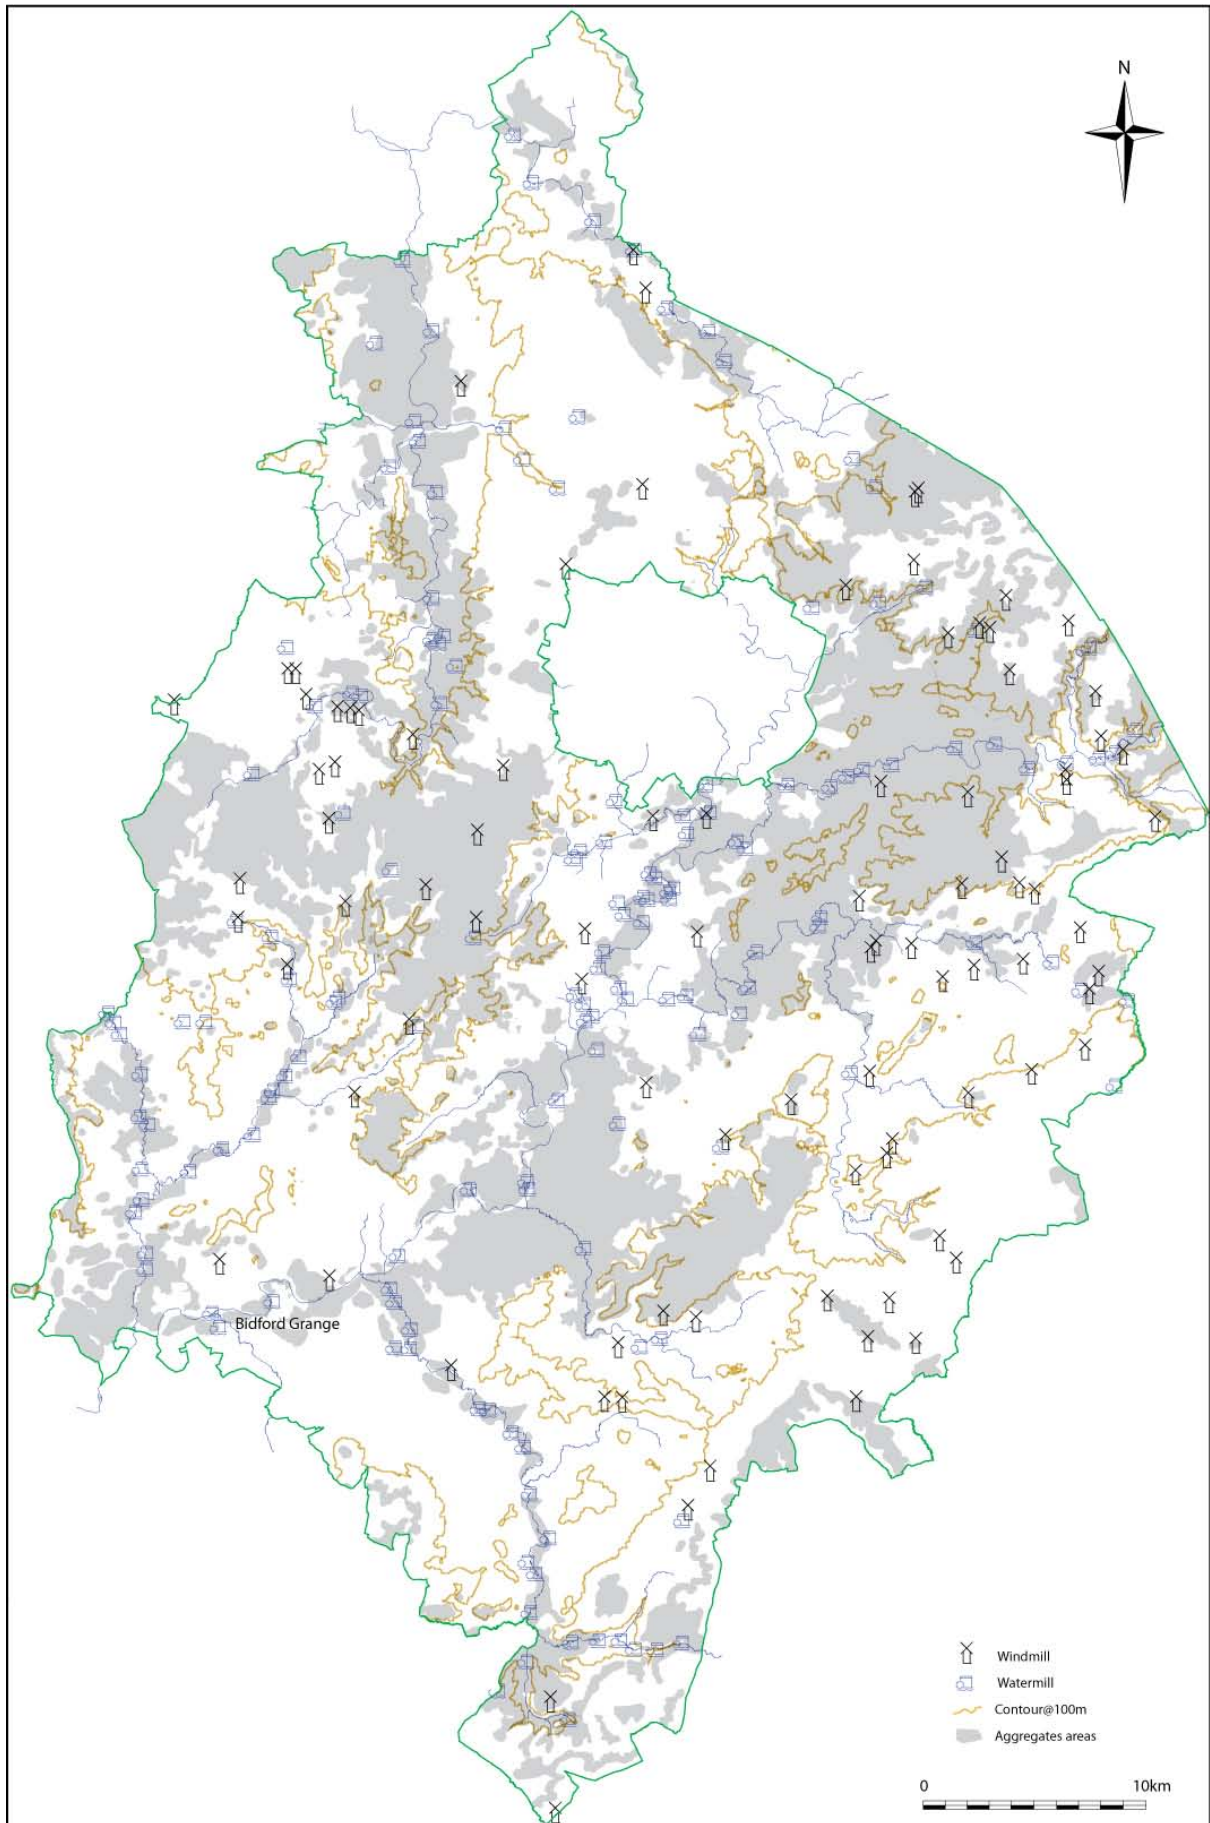 N
Bidford Grange
Windmill
Watermill
Contour@100m
Aggregates areas
0 10km